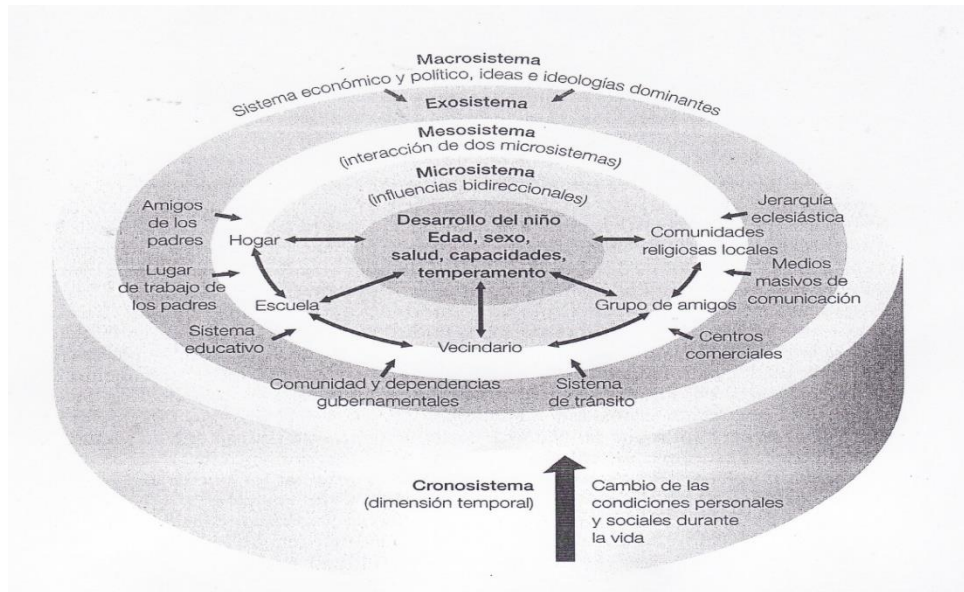 Macrosistema
Sistema económico y político, ideas e ideologías dominantes
Exosistema
Mesosistema
(interacción de dos microsistemas)
Microsistema
(influencias bidireccionales)
Desarrollo del niño
Edad, sexo,
salud, capacidades,
temperamento
Amigos
de los
padres
Hogar
Lugar
de trabajo de
los padres
Escuela
Sistema
educativo
Comunidad y dependencias
gubernamentales
Vecindario
Sistema
de tránsito
Centros
comerciales
Grupo de amigos
Medios
masivos de
comunicación
Comunidades
religiosas locales
Jerarquía
eclesiástica
Cronosistema
(dimensión temporal)
Cambio de las
condiciones personales
y sociales durante
la vida